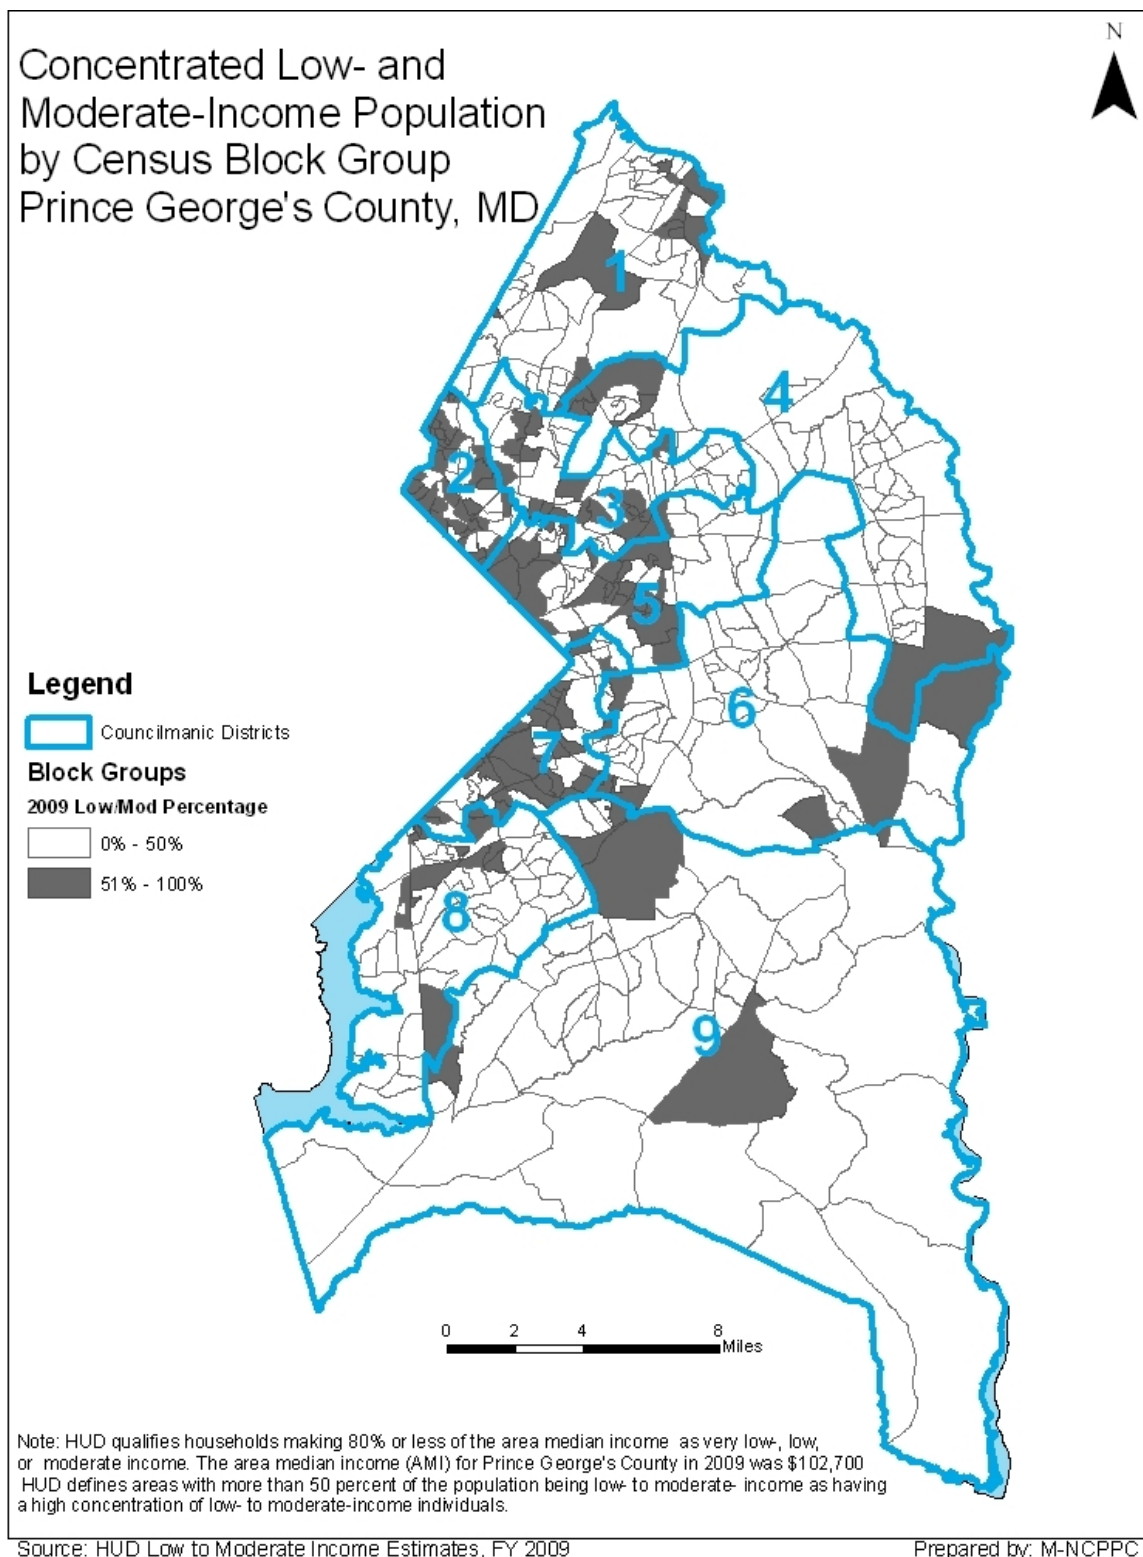 N
Concentrated Low- and
Moderate-Income Population
by Census Block Group
Prince George's County, MD
1
4
2
3
5
6
7
8
9
Legend
Councilmanic Districts
Block Groups
2009 Low/Mod Percentage
0% - 50%
51% - 100%
0 2 4 8
Miles
Note: HUD qualifies households making 80% or less of the area median income as very low-, low,
or moderate income. The area median income (AMI) for Prince George's County in 2009 was $102,700
HUD defines areas with more than 50 percent of the population being low- to moderate- income as having
a high concentration of low- to moderate-income individuals.
Source: HUD Low to Moderate Income Estimates, FY 2009 Prepared by: M-NCPPC